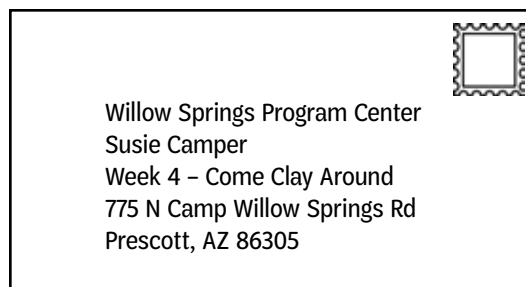 Willow Springs Program Center
Susie Camper
Week 4 – Come Clay Around
775 N Camp Willow Springs Rd
Prescott, AZ 86305